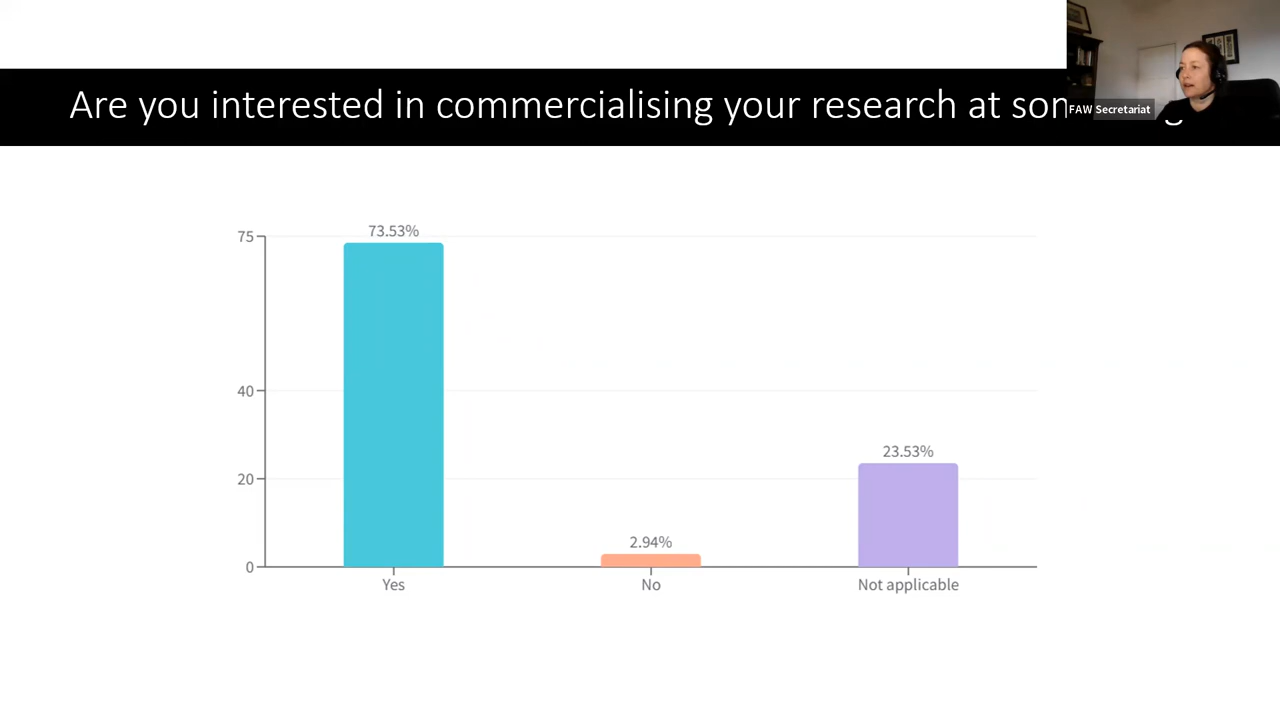 Are you interested in commercialising your research at
FAW Secretariat
73.53%
75
40
23.53%
20
2.94%
0
Yes No Not applicable